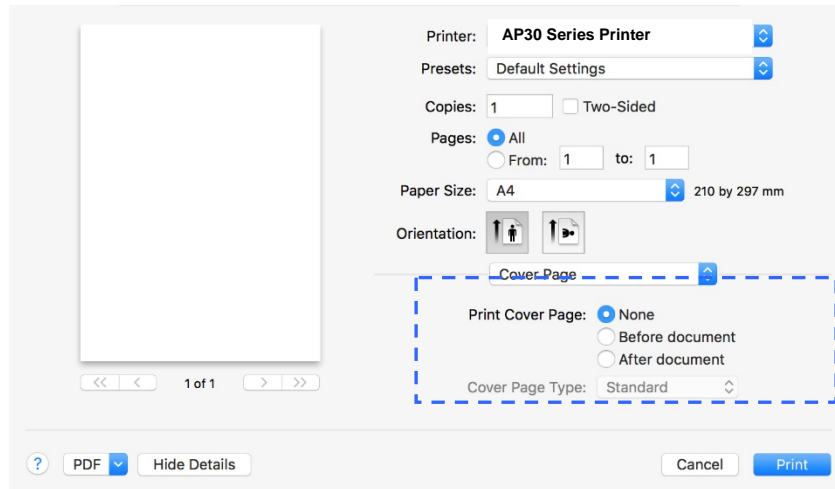 Printer: AP30 Series Printer
Presets: Default Settings
Copies: 1 Two-Sided
Pages: All
From: 1 to: 1
Paper Size: A4 210 by 297 mm
Orientation:
Cover Page
Print Cover Page: None
Before document
After document
Cover Page Type: Standard
<< < 1 of 1 > >>
? PDF Hide Details Cancel Print